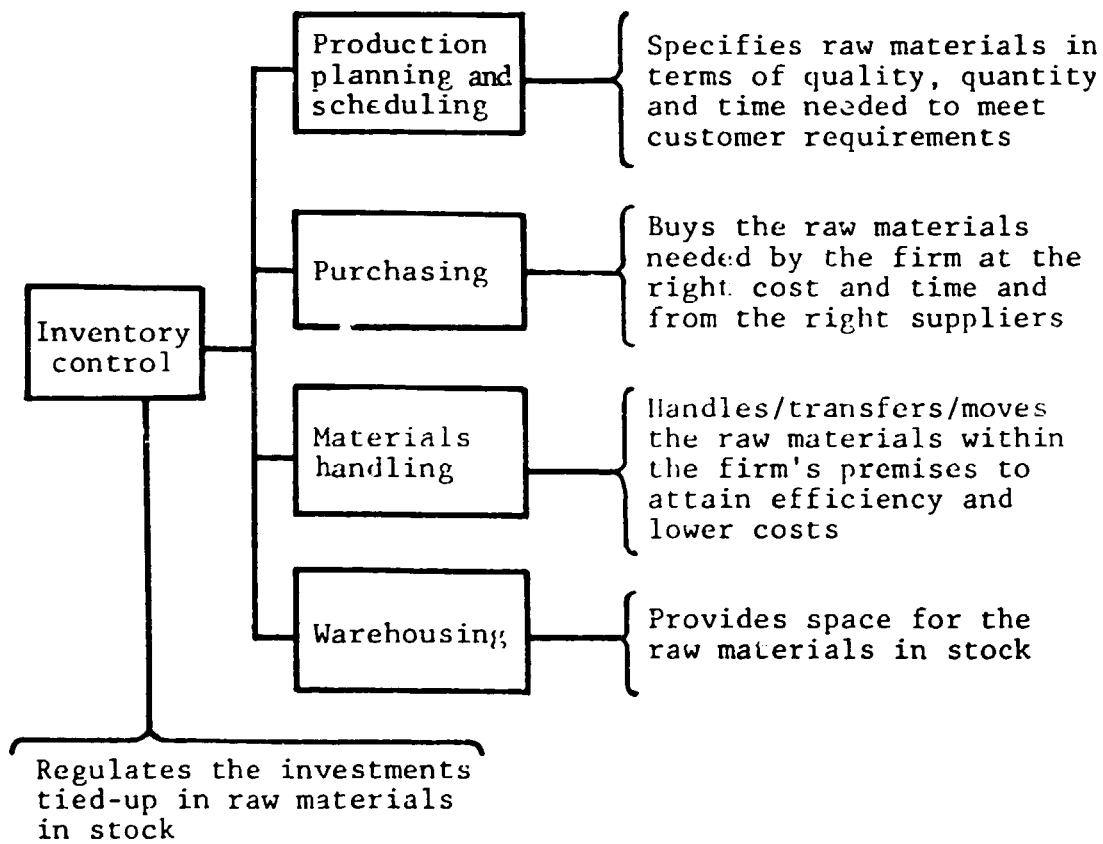 Production
planning and
scheduling
Specifies raw materials in
terms of quality, quantity
and time needed to meet
customer requirements
Purchasing
Buys the raw materials
needed by the firm at the
right cost and time and
from the right suppliers
Inventory
control
Materials
handling
Handles/transfers/moves
the raw materials within
the firm's premises to
attain efficiency and
lower costs
Warehousing
Provides space for the
raw materials in stock
Regulates the investments
tied-up in raw materials
in stock